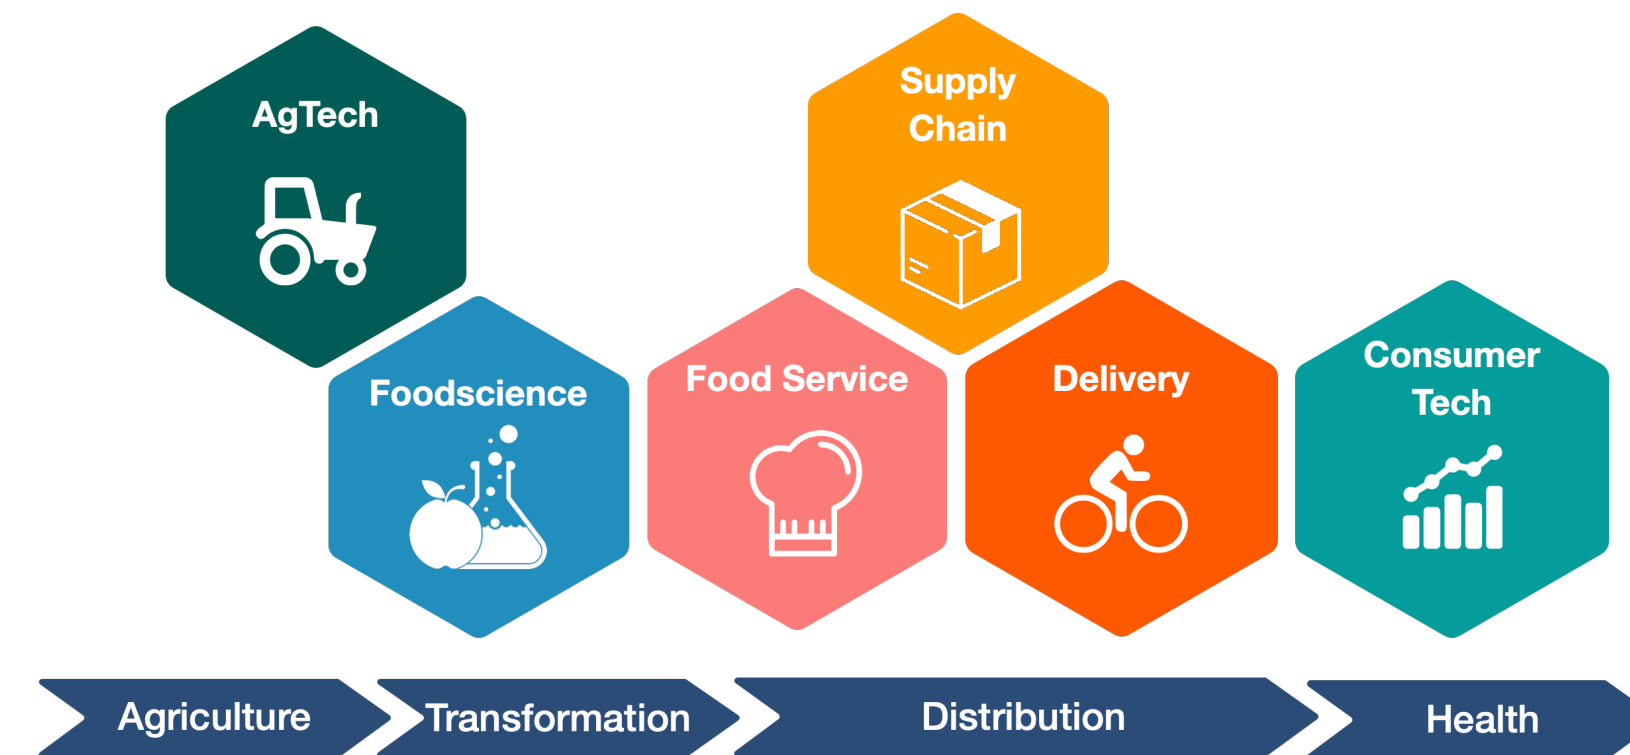 AgTech
Supply
Chain
Foodscience
Food Service
Delivery
Consumer
Tech
Agriculture
Transformation
Distribution
Health